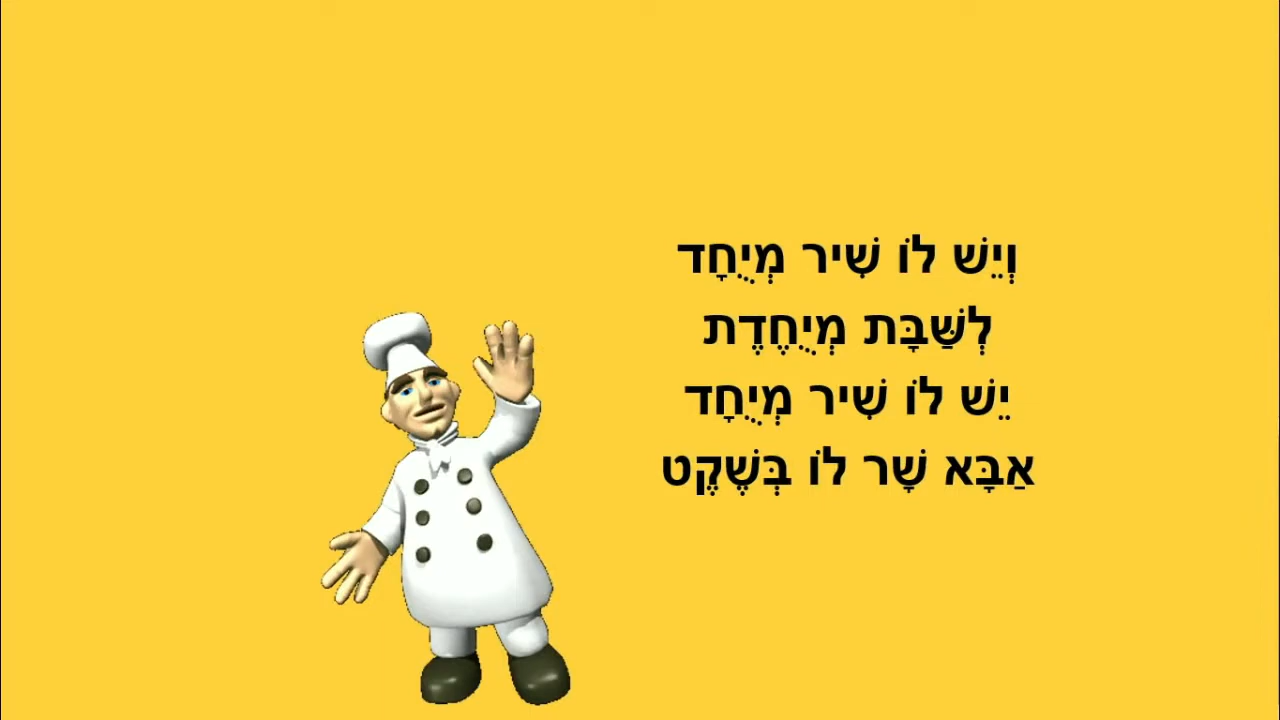 וְיֵשׁ לוֹ שִׁיר מְיֻחָד
לְשַּׁבָּת מְיֻחֶדֶת
יֵשׁ לוֹ שִׁיר מְיֻחָד
אַבָּא שָׁר לוֹ בְּשֶׁקֶט